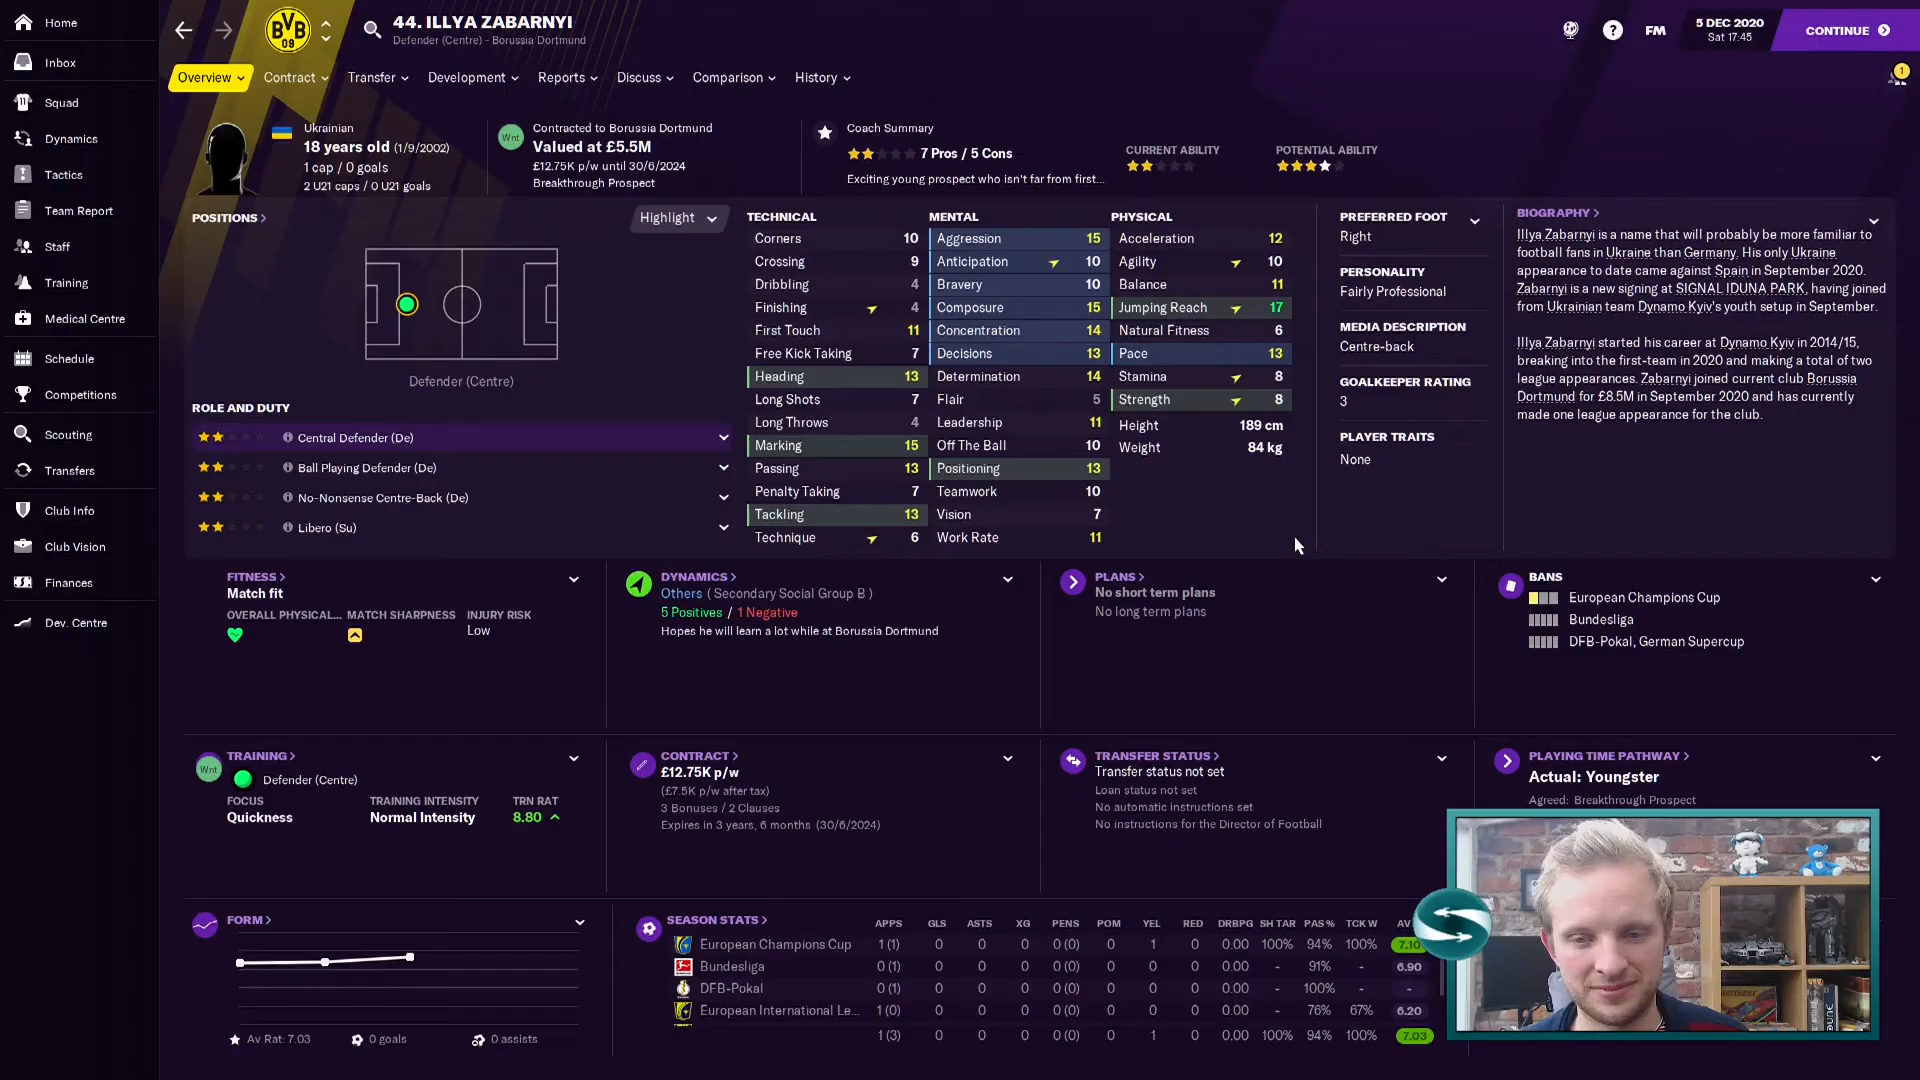 Home
Inbox
Squad
Dynamics
Tactics
Team Report
Staff
Training
Medical Centre
Schedule
Competitions
Scouting
Transfers
Club Info
Club Vision
Finances
Dev. Centre
BVB
09
44. ILLYA ZABARNYI
Defender (Centre) - Borussia Dortmund
?
FM
5 DEC 2020
Sat 17:45
CONTINUE
1
Overview
Contract
Transfer
Development
Reports
Discuss
Comparison
History
Ukrainian
18 years old (1/9/2002)
1 cap / 0 goals
2 U21 caps / 0 U21 goals
Wnt
Contracted to Borussia Dortmund
Valued at £5.5M
£12.75K p/w until 30/6/2024
Breakthrough Prospect
Coach Summary
7 Pros / 5 Cons
Exciting young prospect who isn't far from first...
CURRENT ABILITY
POTENTIAL ABILITY
POSITIONS >
Highlight
Defender (Centre)
ROLE AND DUTY
Central Defender (De)
Ball Playing Defender (De)
No-Nonsense Centre-Back (De)
Libero (Su)
TECHNICAL
Corners 10
Crossing 9
Dribbling 4
Finishing 4
First Touch 11
Free Kick Taking 7
Heading 13
Long Shots 7
Long Throws 4
Marking 15
Passing 13
Penalty Taking 7
Tackling 13
Technique 6
MENTAL
Aggression 15
Anticipation 10
Bravery 10
Composure 15
Concentration 14
Decisions 13
Determination 14
Flair 5
Leadership 11
Off The Ball 10
Positioning 13
Teamwork 10
Vision 7
Work Rate 11
PHYSICAL
Acceleration 12
Agility 10
Balance 11
Jumping Reach 17
Natural Fitness 6
Pace 13
Stamina 8
Strength 8
Height 189 cm
Weight 84 kg
PREFERRED FOOT
Right
PERSONALITY
Fairly Professional
MEDIA DESCRIPTION
Centre-back
GOALKEEPER RATING
3
PLAYER TRAITS
None
BIOGRAPHY >
Illya Zabarnyi is a name that will probably be more familiar to
football fans in Ukraine than Germany. His only Ukraine
appearance to date came against Spain in September 2020.
Zabarnyi is a new signing at SIGNAL IDUNA PARK, having joined
from Ukrainian team Dynamo Kyiv's youth setup in September.
Illya Zabarnyi started his career at Dynamo Kyiv in 2014/15,
breaking into the first-team in 2020 and making a total of two
league appearances. Zabarnyi joined current club Borussia
Dortmund for £8.5M in September 2020 and has currently
made one league appearance for the club.
FITNESS >
Match fit
OVERALL PHYSICAL... MATCH SHARPNESS INJURY RISK
Low
DYNAMICS >
Others ( Secondary Social Group B )
5 Positives / 1 Negative
Hopes he will learn a lot while at Borussia Dortmund
PLANS >
No short term plans
No long term plans
BANS
European Champions Cup
Bundesliga
DFB-Pokal, German Supercup
TRAINING >
Wnt
Defender (Centre)
FOCUS TRAINING INTENSITY TRN RAT
Quickness Normal Intensity 8.80
CONTRACT >
£12.75K p/w
(£7.5K p/w after tax)
3 Bonuses / 2 Clauses
Expires in 3 years, 6 months (30/6/2024)
TRANSFER STATUS >
Transfer status not set
Loan status not set
No automatic instructions set
No instructions for the Director of Football
PLAYING TIME PATHWAY >
Actual: Youngster
Agreed: Breakthrough Prospect
FORM >
Av Rat: 7.03 0 goals 0 assists
SEASON STATS > APPS GLS ASTS XG PENS POM YEL RED DRBPG SH TAR PAS % TCK W AV
European Champions Cup 1 (1) 0 0 0 0 (0) 0 1 0 0.00 100% 94% 100% 7.10
Bundesliga 0 (1) 0 0 0 0 (0) 0 0 0 0.00 - 91% - 6.90
DFB-Pokal 0 (1) 0 0 0 0 (0) 0 0 0 0.00 - 100% - -
European International Le... 1 (0) 0 0 0 0 (0) 0 0 0 0.00 - 76% 67% 6.20
1 (3) 0 0 0 0 (0) 0 1 0 0.00 100% 94% 100% 7.03